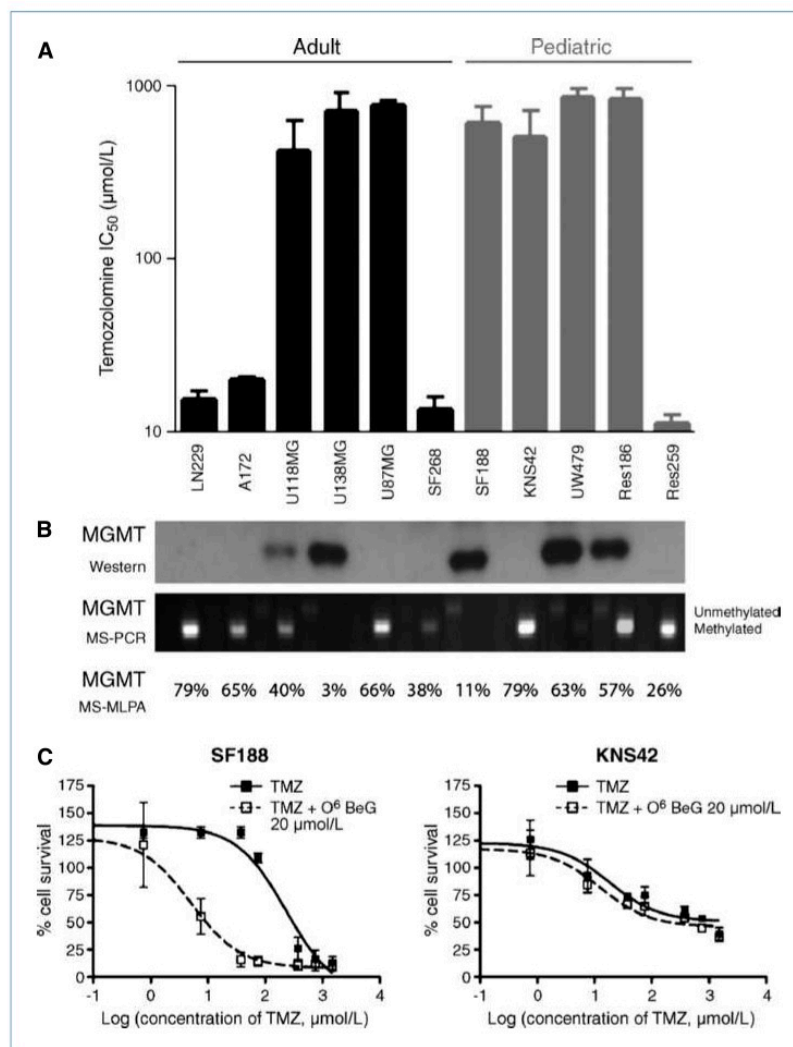 A
Adult
Pediatric
Temozolomine IC50 (μmol/L)
1000
100
10
LN229
A172
U118MG
U138MG
U87MG
SF268
SF188
KNS42
UW479
Res186
Res259
B
MGMT
Western
MGMT
MS-PCR
Unmethylated
Methylated
MGMT
MS-MLPA
79% 65% 40% 3% 66% 38% 11% 79% 63% 57% 26%
C
SF188
TMZ
TMZ + O6 BeG
20 μmol/L
% cell survival
175
150
125
100
75
50
25
0
-1 0 1 2 3 4
Log (concentration of TMZ, μmol/L)
KNS42
TMZ
TMZ + O6 BeG 20 μmol/L
% cell survival
175
150
125
100
75
50
25
0
-1 0 1 2 3 4
Log (concentration of TMZ, μmol/L)